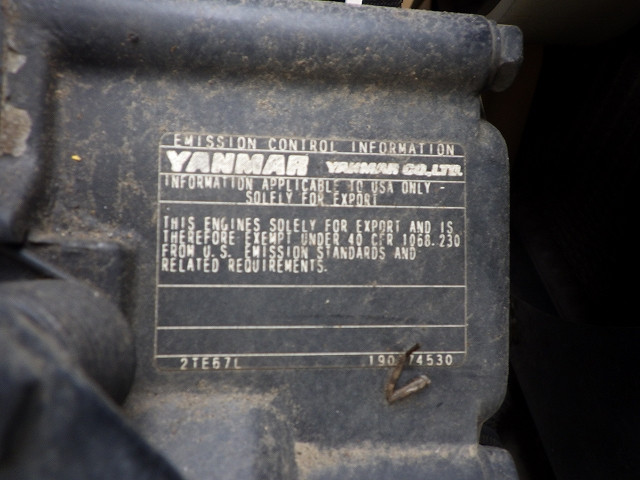 EMISSION CONTROL INFORMATION
YANMAR YANMAR CO.,LTD.
INFORMATION APPLICABLE TO USA ONLY -
SOLELY FOR EXPORT
THIS ENGINES SOLELY FOR EXPORT AND IS
THEREFORE EXEMPT UNDER 40 CFR 1068.230
FROM U.S. EMISSION STANDARDS AND
RELATED REQUIREMENTS.
2TE67L